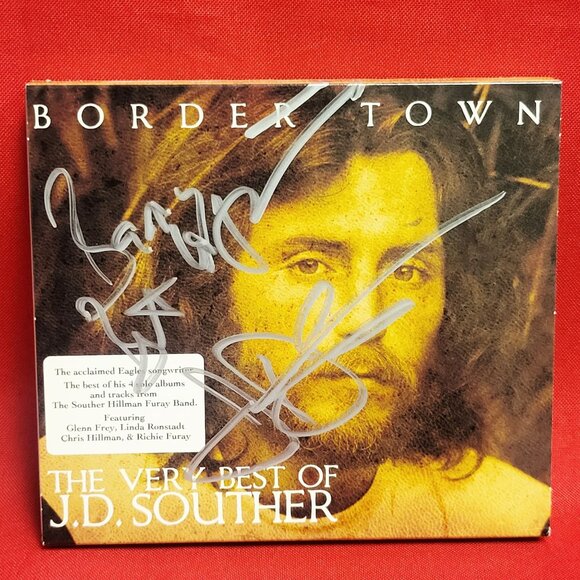 BORDER TOWN
The acclaimed Eagles songwriter.
The best of his 4 solo albums
and tracks from
The Souther Hillman Furay Band.
Featuring
Glenn Frey, Linda Ronstadt
Chris Hillman, & Richie Furay
THE VERY BEST OF
J.D. SOUTHER